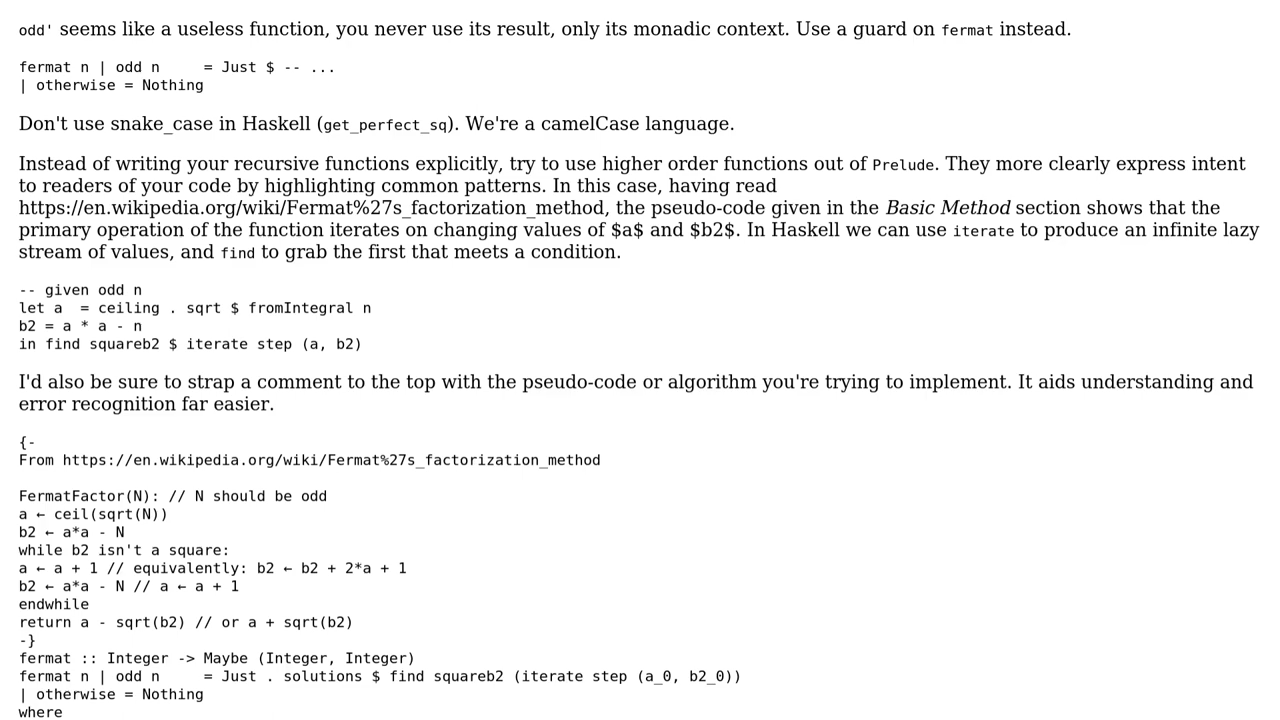 odd' seems like a useless function, you never use its result, only its monadic context. Use a guard on fermat instead.
fermat n | odd n     = Just $ -- ...
| otherwise = Nothing
Don't use snake_case in Haskell (get_perfect_sq). We're a camelCase language.
Instead of writing your recursive functions explicitly, try to use higher order functions out of Prelude. They more clearly express intent
to readers of your code by highlighting common patterns. In this case, having read
https://en.wikipedia.org/wiki/Fermat%27s_factorization_method, the pseudo-code given in the Basic Method section shows that the
primary operation of the function iterates on changing values of $a$ and $b2$. In Haskell we can use iterate to produce an infinite lazy
stream of values, and find to grab the first that meets a condition.
-- given odd n
let a  = ceiling . sqrt $ fromIntegral n
b2 = a * a - n
in find squareb2 $ iterate step (a, b2)
I'd also be sure to strap a comment to the top with the pseudo-code or algorithm you're trying to implement. It aids understanding and
error recognition far easier.
{-
From https://en.wikipedia.org/wiki/Fermat%27s_factorization_method
FermatFactor(N): // N should be odd
a ← ceil(sqrt(N))
b2 ← a*a - N
while b2 isn't a square:
a ← a + 1 // equivalently: b2 ← b2 + 2*a + 1
b2 ← a*a - N // a ← a + 1
endwhile
return a - sqrt(b2) // or a + sqrt(b2)
-}
fermat :: Integer -> Maybe (Integer, Integer)
fermat n | odd n     = Just . solutions $ find squareb2 (iterate step (a_0, b2_0))
| otherwise = Nothing
where